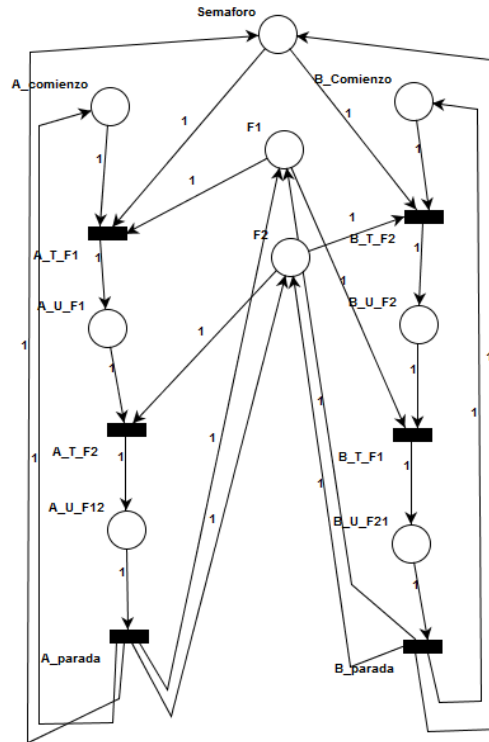 Semaforo
A_comienzo
B_Comienzo
1
1
1
1
F1
1
F2
1
B_T_F2
A_T_F1
1
1
A_U_F1
B_U_F2
1
1
1
1
1
1
1
1
A_T_F2
1
B_T_F1
1
1
1
A_U_F12
B_U_F21
1
1
1
A_parada
B_parada